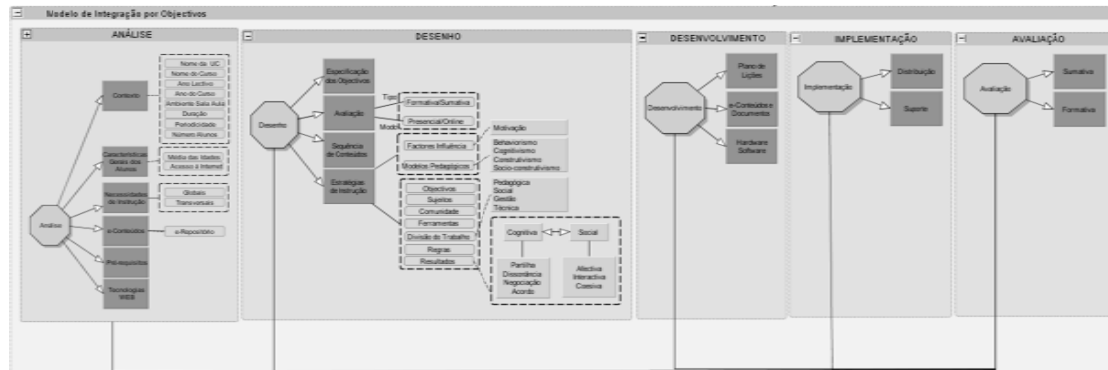 Modelo de Integração por Objectivos
ANÁLISE
Contexto
Nome da UC
Nome do Curso
Ano Lectivo
Ano do Curso
Ambiente Sala Aula
Duração
Periodicidade
Número Alunos
Características
Gerais dos
Alunos
Média das Idades
Acesso à Internet
Necessidades
de Instrução
Globais
Transversais
Análise
e-Conteúdos
e-Repositório
Pré-requisitos
Tecnologias
WEB
DESENHO
Desenho
Especificação
dos Objectivos
Avaliação
Tipo
Formativa/Sumativa
Modo
Presencial/Online
Sequência
de Conteúdos
Estratégias
de Instrução
Factores Influência
Modelos Pedagógicos
Motivação
Behaviorismo
Cognitivismo
Construtivismo
Socio-construtivismo
Objectivos
Sujeitos
Comunidade
Ferramentas
Divisão do Trabalho
Regras
Resultados
Pedagógica
Social
Gestão
Técnica
Cognitiva
Social
Partilha
Dissonância
Negociação
Acordo
Afectiva
Interactiva
Coesiva
DESENVOLVIMENTO
Desenvolvimento
Plano de
Lições
e-Conteúdos e
Documentos
Hardware
Software
IMPLEMENTAÇÃO
Implementação
Distribuição
Suporte
AVALIAÇÃO
Avaliação
Sumativa
Formativa